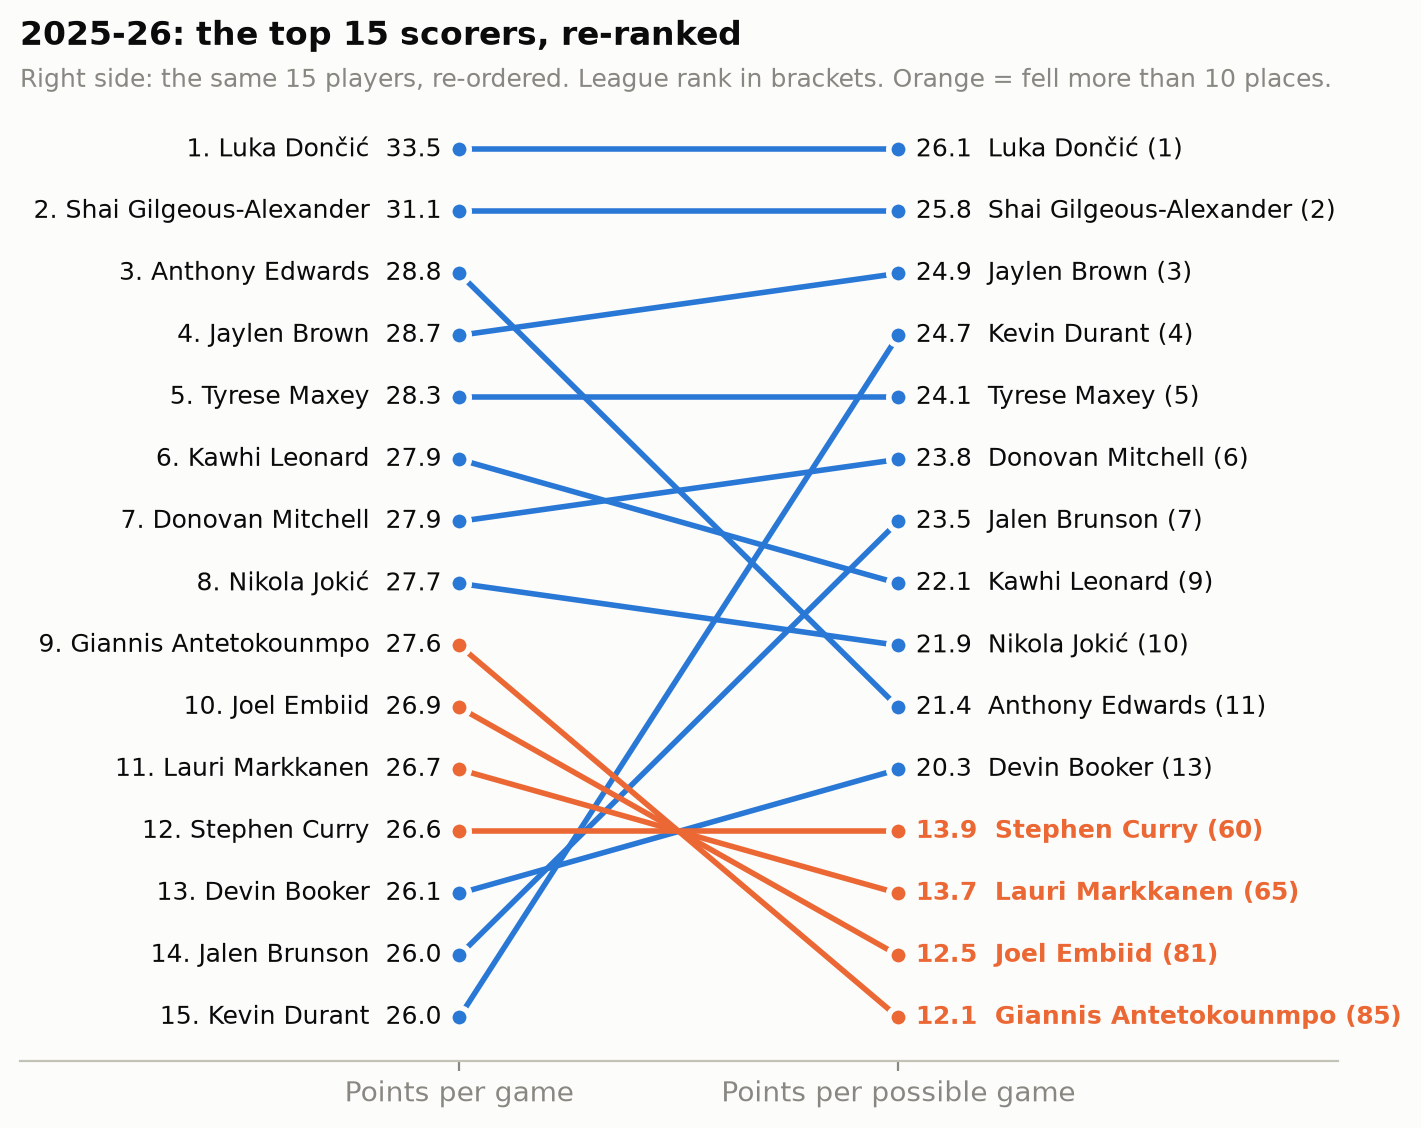 2025-26: the top 15 scorers, re-ranked
Right side: the same 15 players, re-ordered. League rank in brackets. Orange = fell more than 10 places.
1. Luka Dončić 33.5 26.1 Luka Dončić (1)
2. Shai Gilgeous-Alexander 31.1 25.8 Shai Gilgeous-Alexander (2)
3. Anthony Edwards 28.8 24.9 Jaylen Brown (3)
4. Jaylen Brown 28.7 24.7 Kevin Durant (4)
5. Tyrese Maxey 28.3 24.1 Tyrese Maxey (5)
6. Kawhi Leonard 27.9 23.8 Donovan Mitchell (6)
7. Donovan Mitchell 27.9 23.5 Jalen Brunson (7)
8. Nikola Jokić 27.7 22.1 Kawhi Leonard (9)
9. Giannis Antetokounmpo 27.6 21.9 Nikola Jokić (10)
10. Joel Embiid 26.9 21.4 Anthony Edwards (11)
11. Lauri Markkanen 26.7 20.3 Devin Booker (13)
12. Stephen Curry 26.6 13.9 Stephen Curry (60)
13. Devin Booker 26.1 13.7 Lauri Markkanen (65)
14. Jalen Brunson 26.0 12.5 Joel Embiid (81)
15. Kevin Durant 26.0 12.1 Giannis Antetokounmpo (85)
Points per game Points per possible game